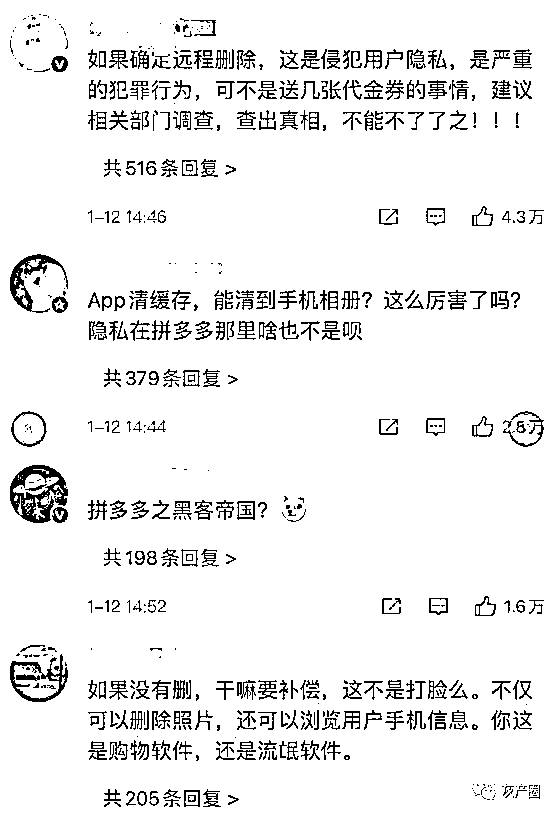 如果确定远程删除，这是侵犯用户隐私，是严重
的犯罪行为，可不是送几张代金券的事情，建议
相关部门调查，查出真相，不能不了了之！！！
共516条回复 >
1-12 14:46
4.3万
App清缓存，能清到手机相册？这么厉害了吗？
隐私在拼多多那里啥也不是呗
共379条回复 >
1-12 14:44
拼多多之黑客帝国？
共198条回复 >
1-12 14:52
1.6万
如果没有删，干嘛要补偿，这不是打脸么。不仅
可以删除照片，还可以浏览用户手机信息。你这
是购物软件，还是流氓软件。
共205条回复 >
灰产圈